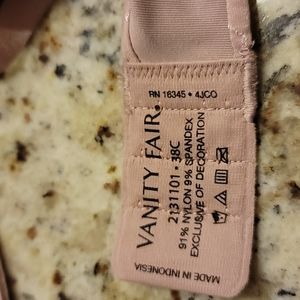 RN 16345 • 4JCO
VANITY FAIR.
2131101 • 38C
91% NYLON 9% SPANDEX
EXCLUSIVE OF DECORATION
MADE IN INDONESIA